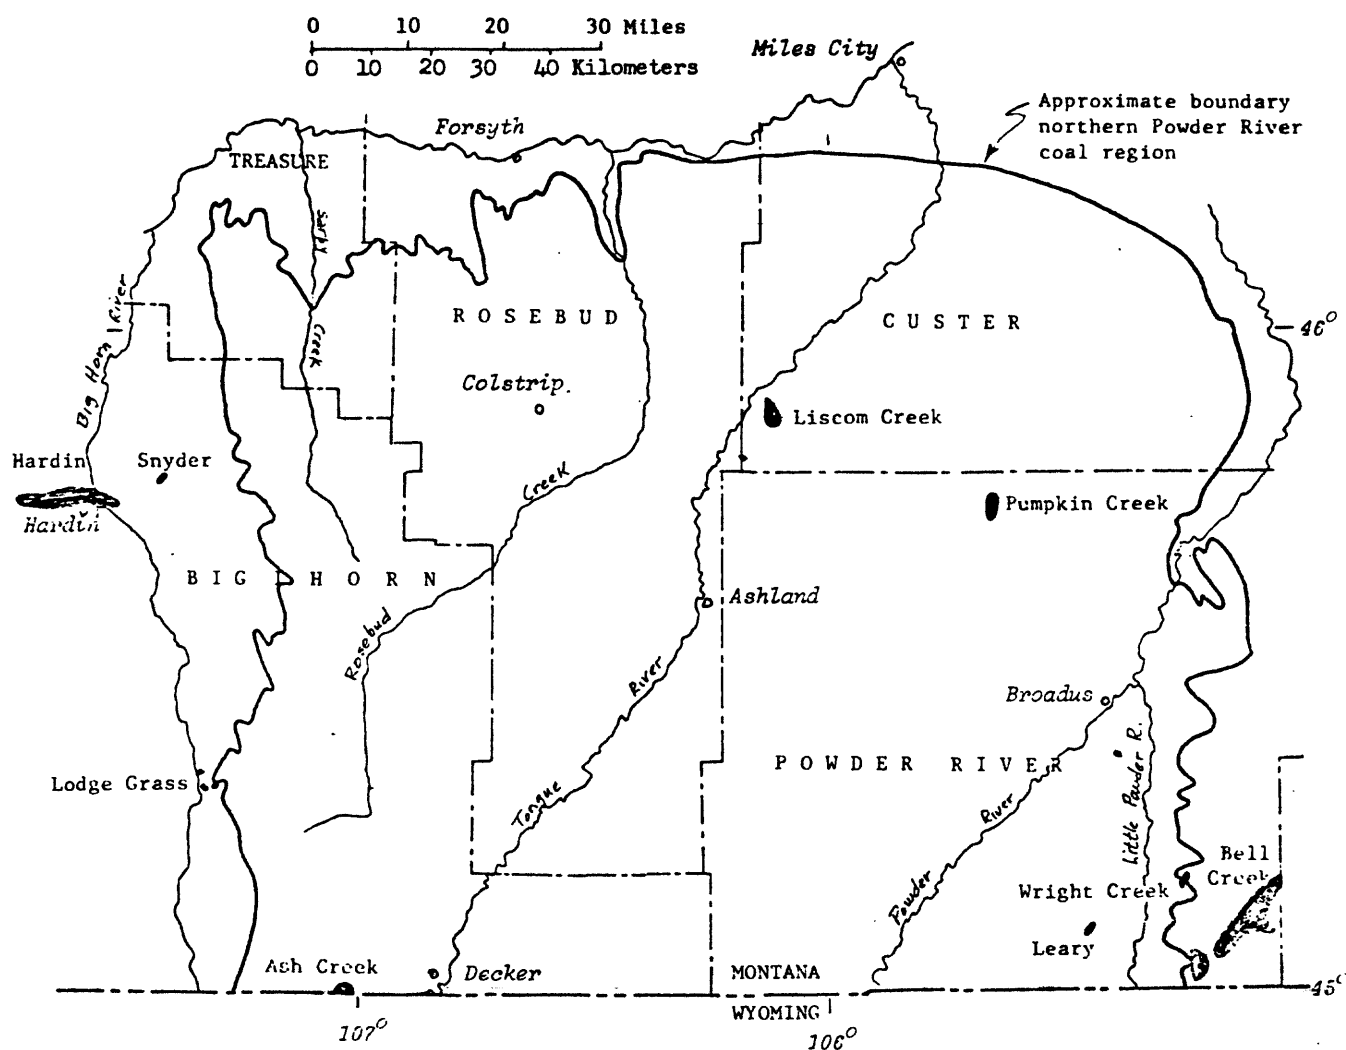 0 10 20 30 Miles
0 10 20 30 40 Kilometers
Miles City
Approximate boundary
northern Powder River
coal region
Forsyth
TREASURE
Sarpy
Creek
Big Horn River
ROSEBUD
CUSTER
46°
Colstrip.
Liscom Creek
Hardin
Snyder
Hardin
Creek
Pumpkin Creek
BIG HORN
Ashland
Rosebud
River
Broadus
POWDER RIVER
Little Powder R.
Lodge Grass
Tongue
River
Bell
Creek
Wright Creek
Powder
Leary
Ash Creek
Decker
MONTANA
WYOMING
45°
107°
106°